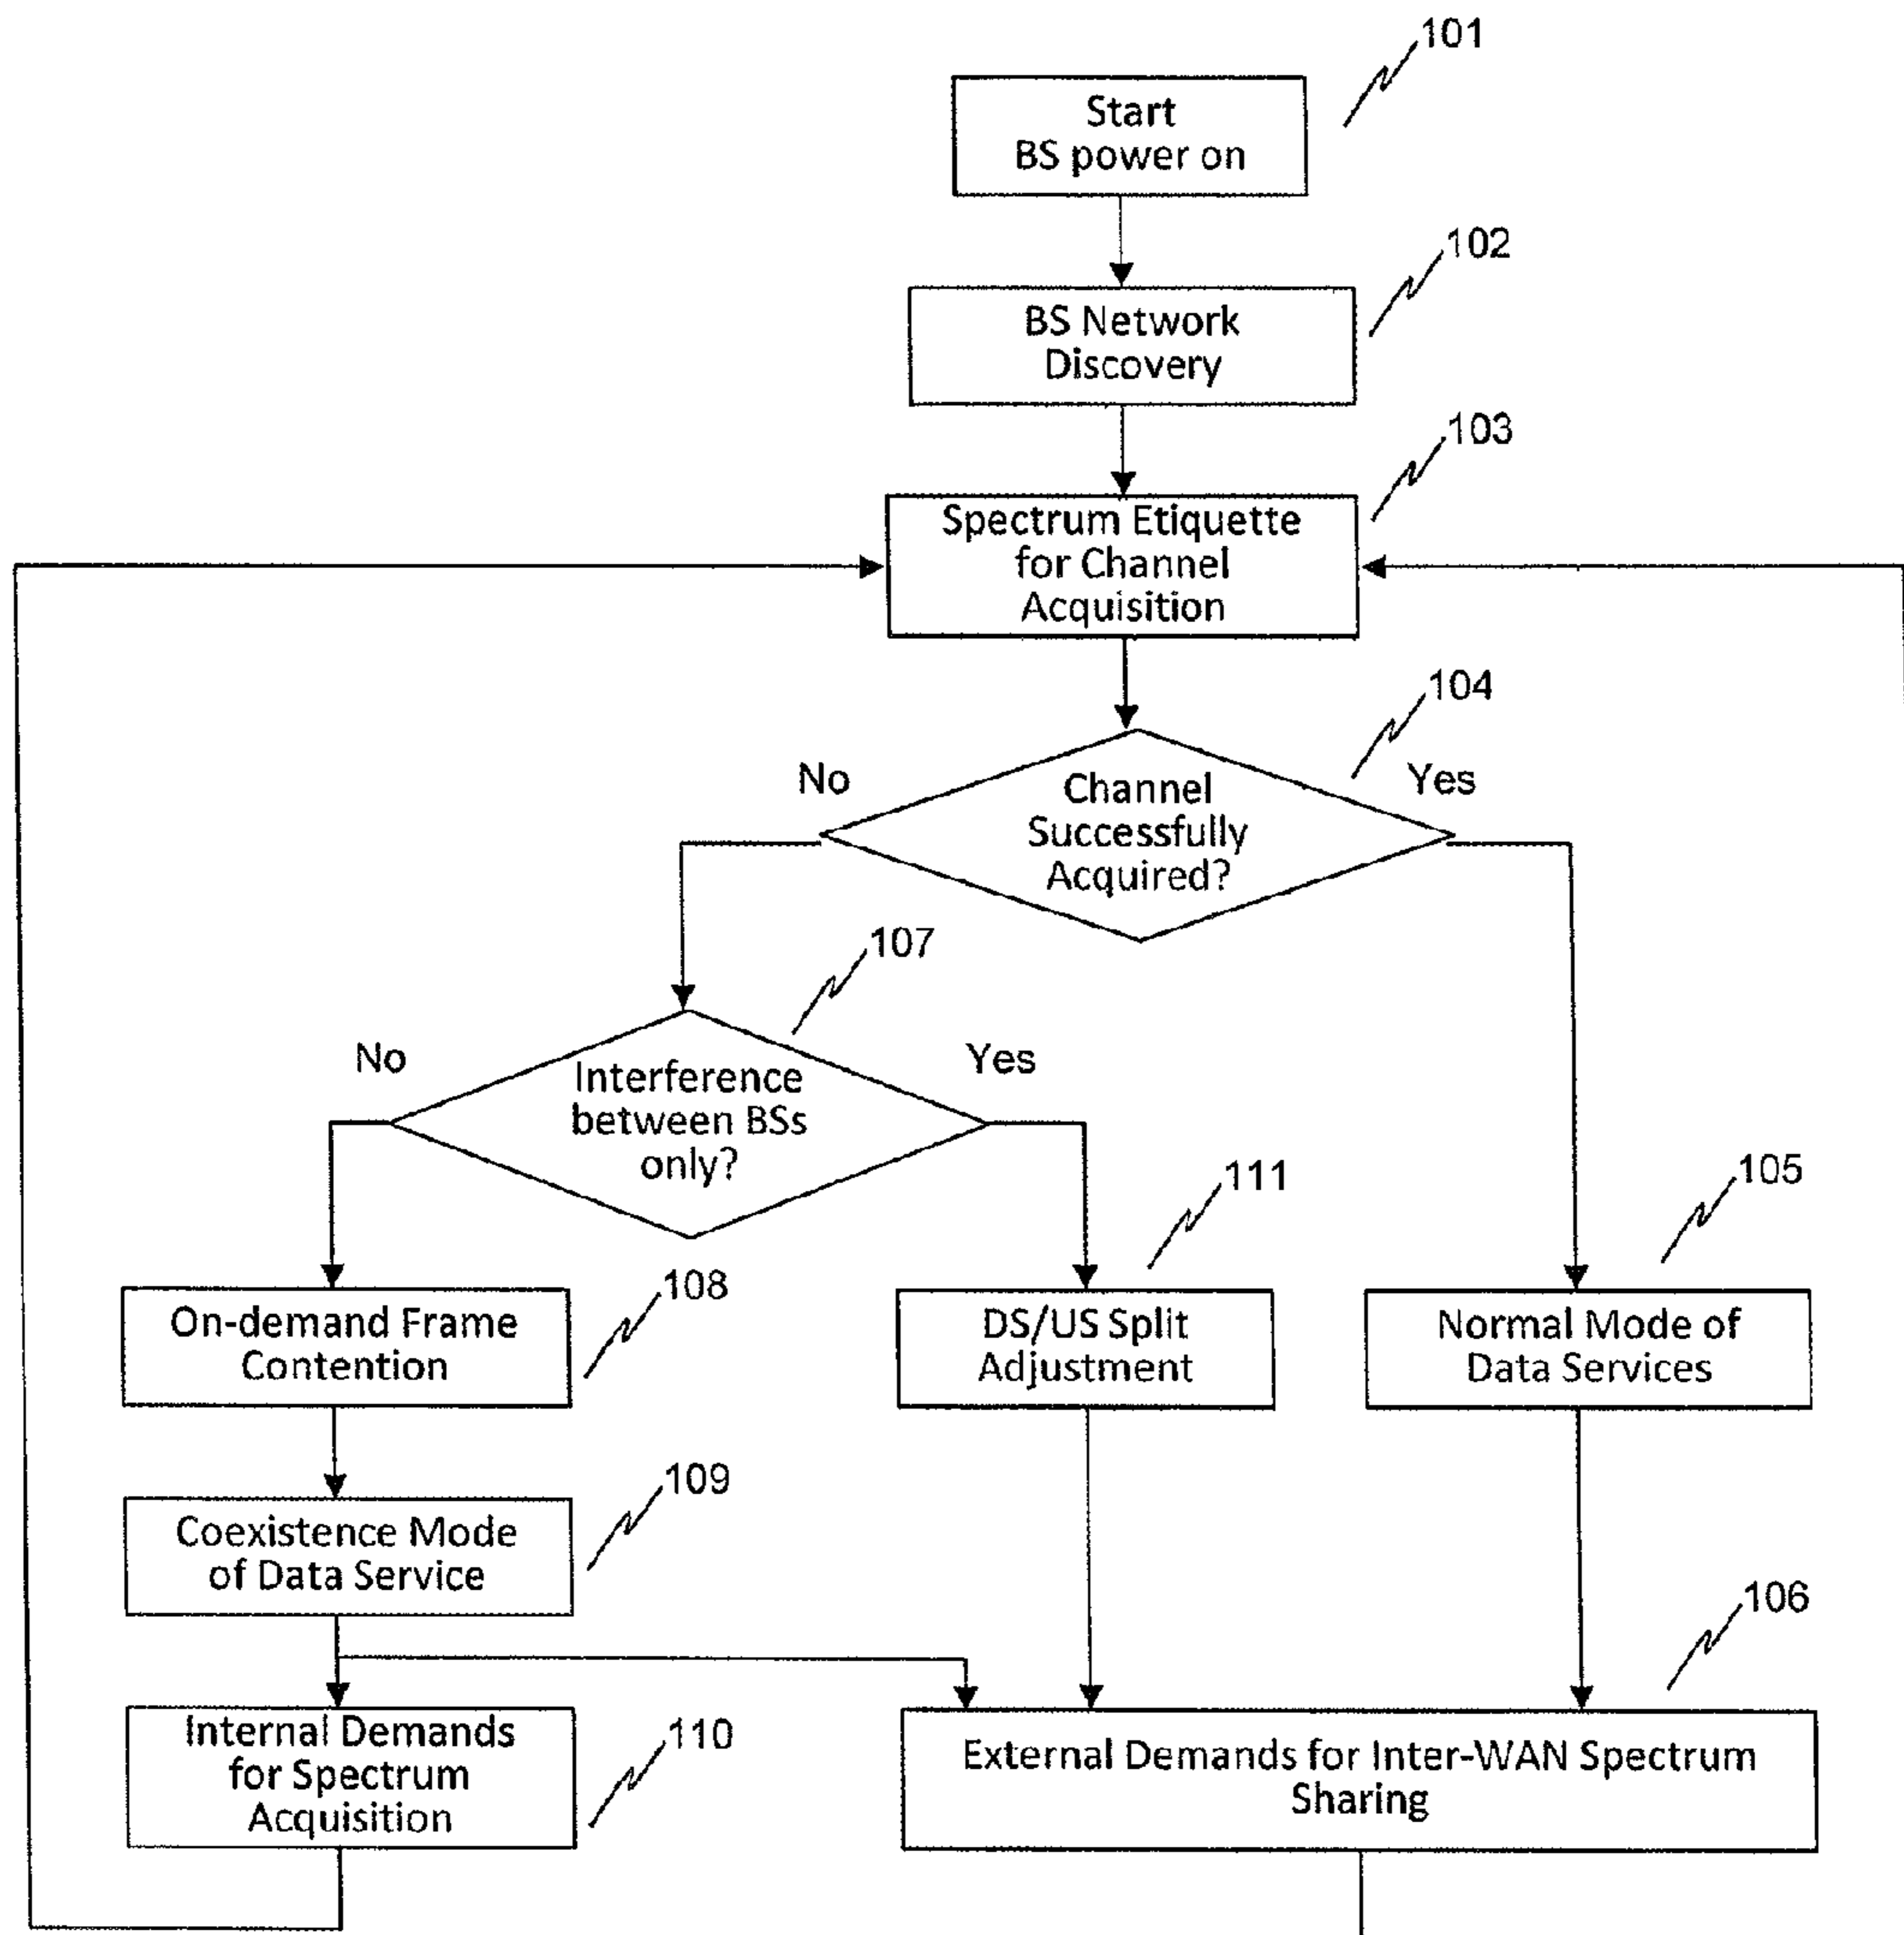 101
Start
BS power on
102
BS Network
Discovery
103
Spectrum Etiquette
for Channel
Acquisition
104
No
Yes
Channel
Successfully
Acquired?
107
No
Yes
Interference
between BSs
only?
111
105
108
On-demand Frame
Contention
DS/US Split
Adjustment
Normal Mode of
Data Services
109
Coexistence Mode
of Data Service
106
Internal Demands
for Spectrum
Acquisition
110
External Demands for Inter-WAN Spectrum
Sharing